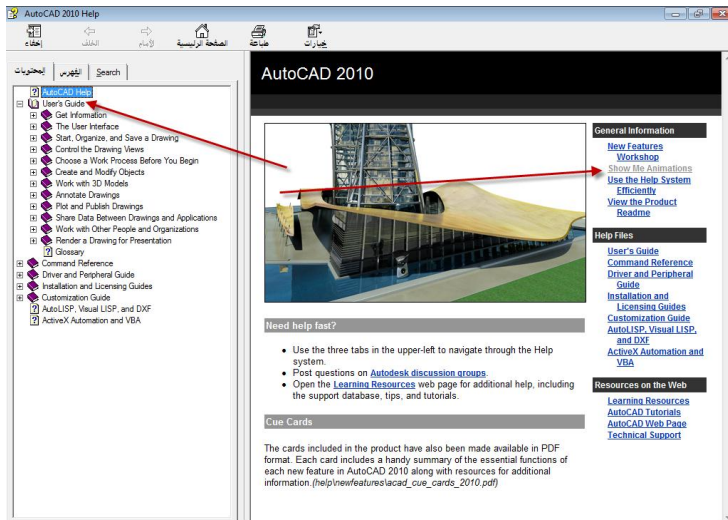 AutoCAD 2010 Help
إخفاء
الخلف
الأمام
الصفحة الرئيسية
طباعة
خيارات
المحتويات
الفهرس
Search
AutoCAD Help
User's Guide
Get Information
The User Interface
Start, Organize, and Save a Drawing
Control the Drawing Views
Choose a Work Process Before You Begin
Create and Modify Objects
Work with 3D Models
Annotate Drawings
Plot and Publish Drawings
Share Data Between Drawings and Applications
Work with Other People and Organizations
Render a Drawing for Presentation
Glossary
Command Reference
Driver and Peripheral Guide
Installation and Licensing Guides
Customization Guide
AutoLISP, Visual LISP, and DXF
ActiveX Automation and VBA
AutoCAD 2010
Need help fast?
Use the three tabs in the upper-left to navigate through the Help
system.
Post questions on Autodesk discussion groups.
Open the Learning Resources web page for additional help, including
the support database, tips, and tutorials.
Cue Cards
The cards included in the product have also been made available in PDF
format. Each card includes a handy summary of the essential functions of
each new feature in AutoCAD 2010 along with resources for additional
information.(help\newfeatures\acad_cue_cards_2010.pdf)
General Information
New Features
Workshop
Show Me Animations
Use the Help System
Efficiently
View the Product
Readme
Help Files
User's Guide
Command Reference
Driver and Peripheral
Guide
Installation and
Licensing Guides
Customization Guide
AutoLISP, Visual LISP,
and DXF
ActiveX Automation and
VBA
Resources on the Web
Learning Resources
AutoCAD Tutorials
AutoCAD Web Page
Technical Support